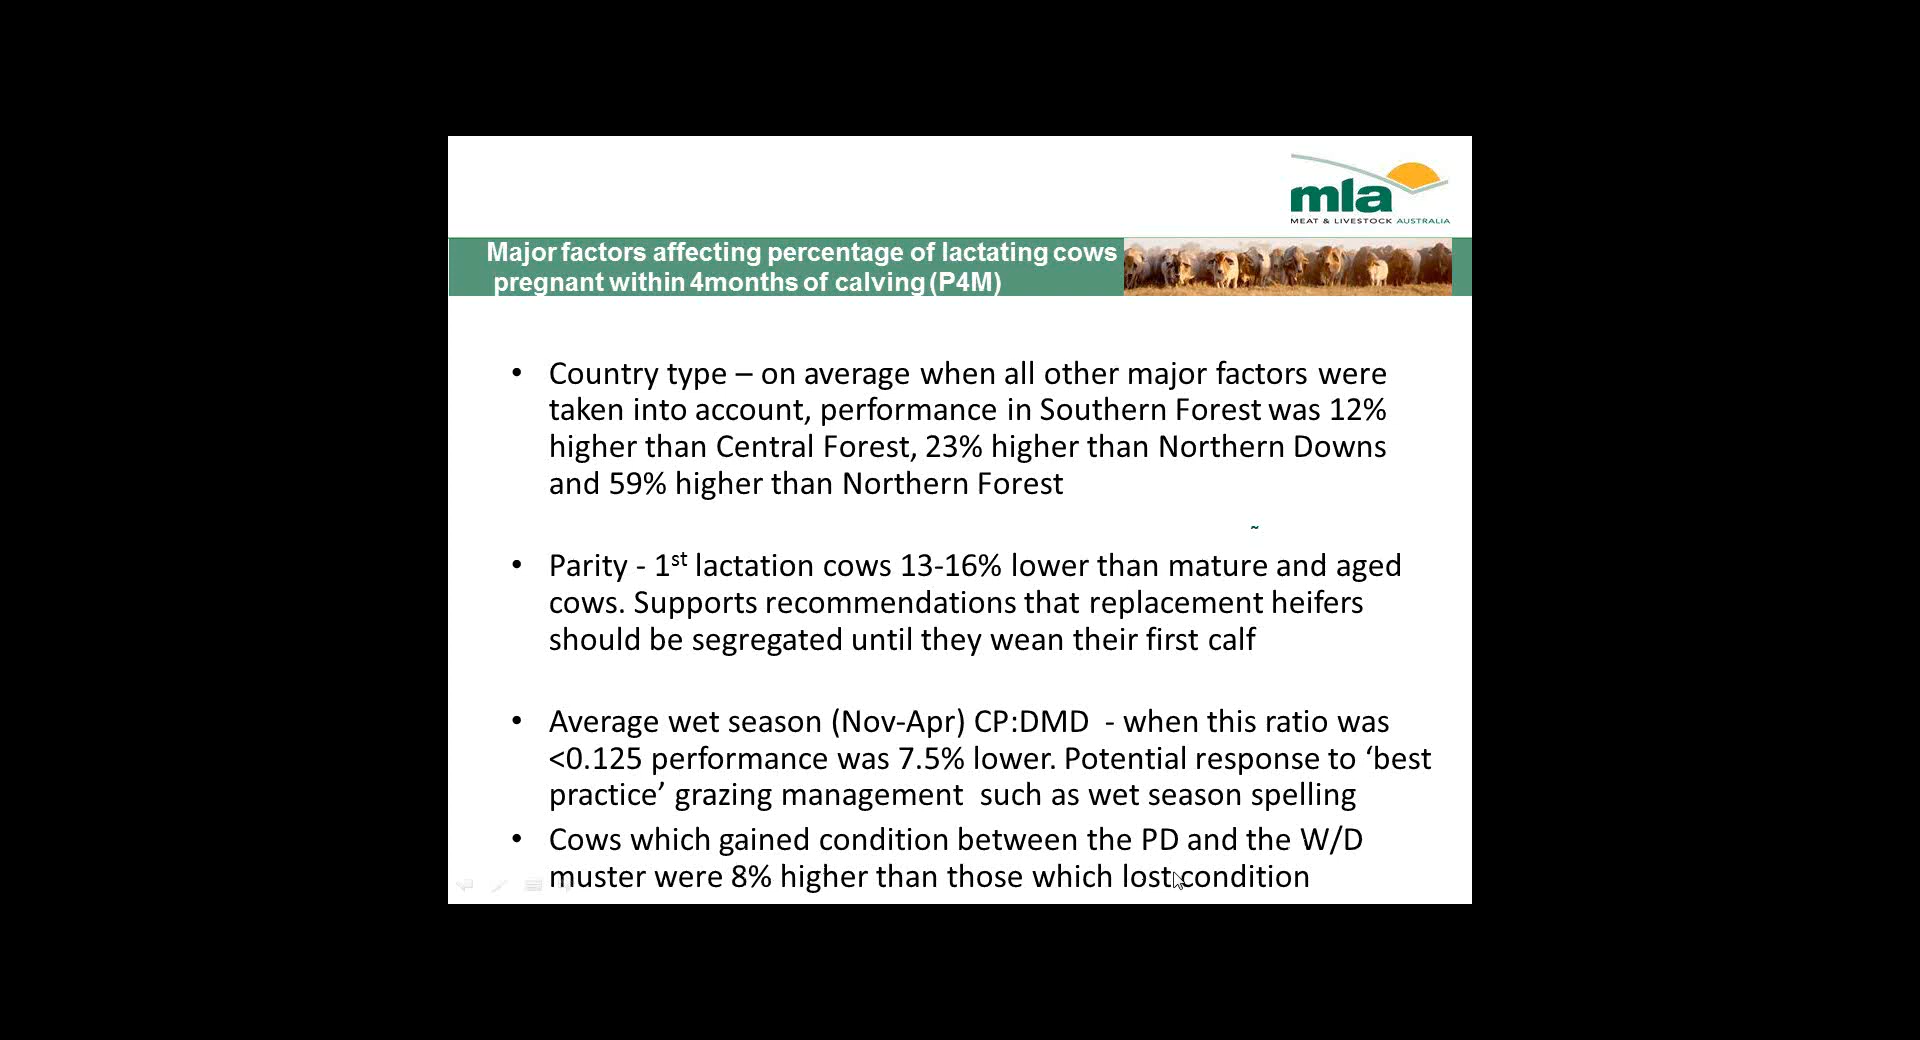 mla
MEAT & LIVESTOCK AUSTRALIA
Major factors affecting percentage of lactating cows
pregnant within 4months of calving (P4M)
• Country type – on average when all other major factors were
taken into account, performance in Southern Forest was 12%
higher than Central Forest, 23% higher than Northern Downs
and 59% higher than Northern Forest
~
• Parity - 1st lactation cows 13-16% lower than mature and aged
cows. Supports recommendations that replacement heifers
should be segregated until they wean their first calf
• Average wet season (Nov-Apr) CP:DMD - when this ratio was
<0.125 performance was 7.5% lower. Potential response to ‘best
practice’ grazing management such as wet season spelling
• Cows which gained condition between the PD and the W/D
muster were 8% higher than those which lost condition